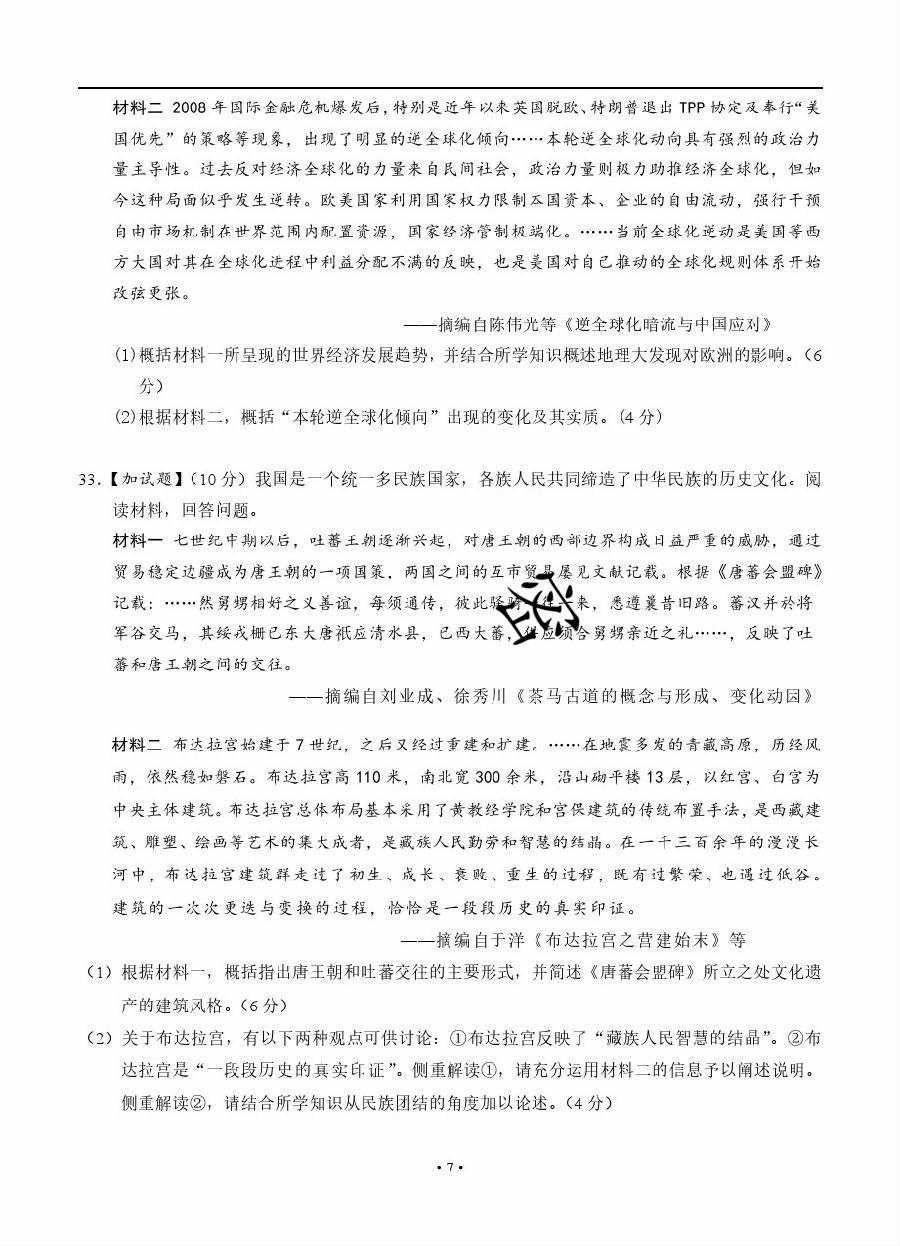 材料二 2008 年国际金融危机爆发后，特别是近年以来英国脱欧、特朗普退出 TPP 协定及奉行“美
国优先”的策略等现象，出现了明显的逆全球化倾向……本轮逆全球化动向具有强烈的政治力
量主导性。过去反对经济全球化的力量来自民间社会，政治力量则极力助推经济全球化，但如
今这种局面似乎发生逆转。欧美国家利用国家权力限制本国资本、企业的自由流动，强行干预
自由市场机制在世界范围内配置资源，国家经济管制极端化。……当前全球化逆动是美国等西
方大国对其在全球化进程中利益分配不满的反映，也是美国对自己推动的全球化规则体系开始
改弦更张。
——摘编自陈伟光等《逆全球化暗流与中国应对》
(1)概括材料一所呈现的世界经济发展趋势，并结合所学知识概述地理大发现对欧洲的影响。（6
分）
(2)根据材料二，概括“本轮逆全球化倾向”出现的变化及其实质。（4 分）
33.【加试题】（10 分）我国是一个统一多民族国家，各族人民共同缔造了中华民族的历史文化。阅
读材料，回答问题。
材料一 七世纪中期以后，吐蕃王朝逐渐兴起，对唐王朝的西部边界构成日益严重的威胁，通过
贸易稳定边疆成为唐王朝的一项国策，两国之间的互市贸易屡见文献记载。根据《唐蕃会盟碑》
记载：……然舅甥相好之义善谊，每须通传，彼此驿骑一往一来，悉遵曩昔旧路。蕃汉并於将
军谷交马，其绥戎栅已东大唐祇应清水县，已西大蕃，供应须合舅甥亲近之礼……，反映了吐
蕃和唐王朝之间的交往。
——摘编自刘业成、徐秀川《茶马古道的概念与形成、变化动因》
材料二 布达拉宫始建于 7 世纪，之后又经过重建和扩建。……在地震多发的青藏高原，历经风
雨，依然稳如磐石。布达拉宫高 110 米，南北宽 300 余米，沿山砌平楼 13 层，以红宫、白宫为
中央主体建筑。布达拉宫总体布局基本采用了黄教经学院和宫保建筑的传统布置手法，是西藏建
筑、雕塑、绘画等艺术的集大成者，是藏族人民勤劳和智慧的结晶。在一千三百余年的漫漫长
河中，布达拉宫建筑群走过了初生、成长、衰败、重生的过程，既有过繁荣、也遇过低谷。
建筑的一次次更迭与变换的过程，恰恰是一段段历史的真实印证。
——摘编自于洋《布达拉宫之营建始末》等
（1）根据材料一，概括指出唐王朝和吐蕃交往的主要形式，并简述《唐蕃会盟碑》所立之处文化遗
产的建筑风格。（6 分）
（2）关于布达拉宫，有以下两种观点可供讨论：①布达拉宫反映了“藏族人民智慧的结晶”。②布
达拉宫是“一段段历史的真实印证”。侧重解读①，请充分运用材料二的信息予以阐述说明。
侧重解读②，请结合所学知识从民族团结的角度加以论述。（4 分）
• 7 •